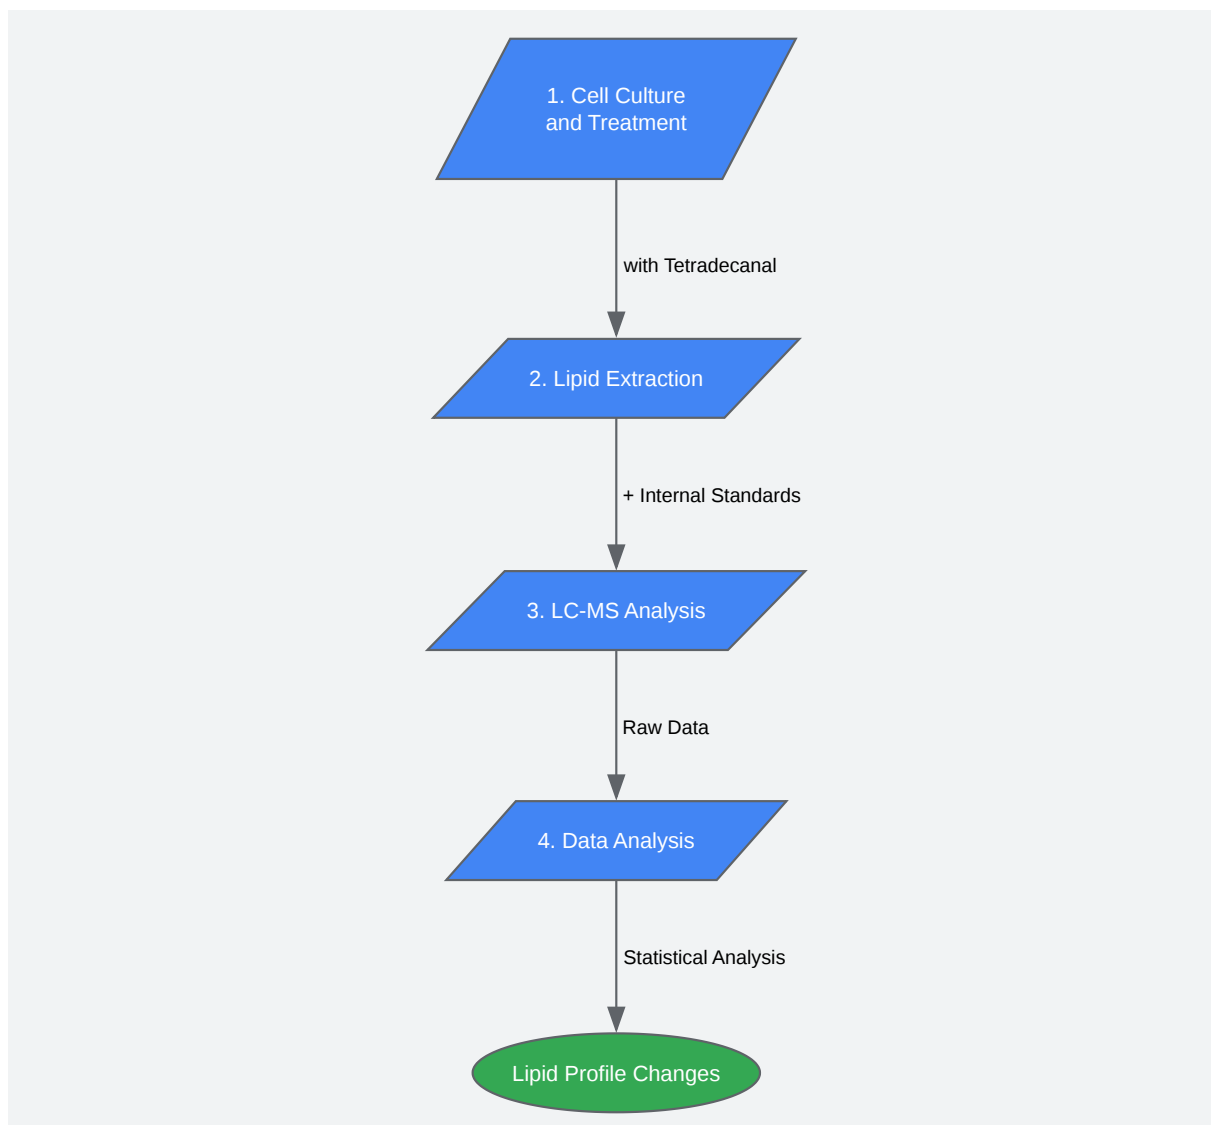 1. Cell Culture
and Treatment
with Tetradecanal
2. Lipid Extraction
+ Internal Standards
3. LC-MS Analysis
Raw Data
4. Data Analysis
Statistical Analysis
Lipid Profile Changes